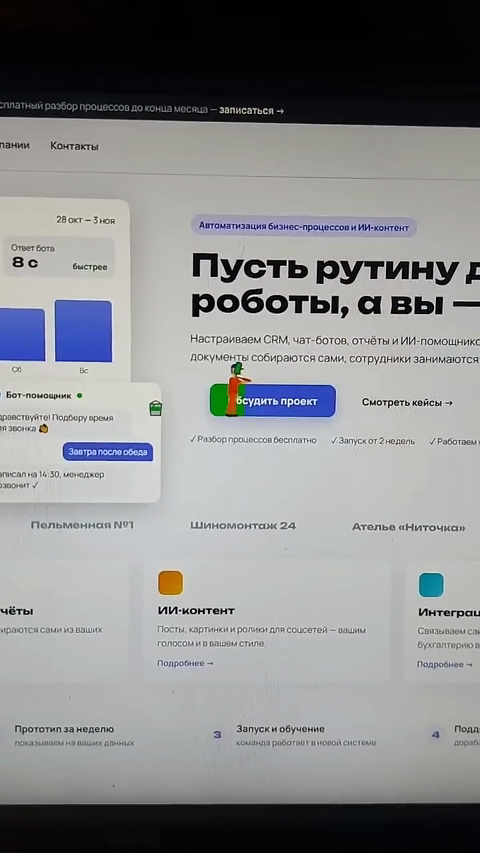 сплатный разбор процессов до конца месяца — записаться →
пании Контакты
28 окт — 3 ноя
Ответ бота
8 с быстрее
Сб Вс
Бот-помощник
дравствуйте! Подберу время
ля звонка
Завтра после обеда
аписал на 14:30, менеджер
озвонит ✓
Автоматизация бизнес-процессов и ИИ-контент
Пусть рутину д
роботы, а вы —
Настраиваем CRM, чат-ботов, отчёты и ИИ-помощнико
документы собираются сами, сотрудники занимаются
бсудить проект Смотреть кейсы →
✓ Разбор процессов бесплатно ✓ Запуск от 2 недель ✓ Работаем
Пельменная №1 Шиномонтаж 24 Ателье «Ниточка»
чёты
ираются сами из ваших
ИИ-контент
Посты, картинки и ролики для соцсетей — вашим
голосом и в вашем стиле.
Подробнее →
Интеграц
Связываем са
бухгалтерию в
Подробнее →
Прототип за неделю
показываем на ваших данных
3 Запуск и обучение
команда работает в новой системе
4 Подд
дораб